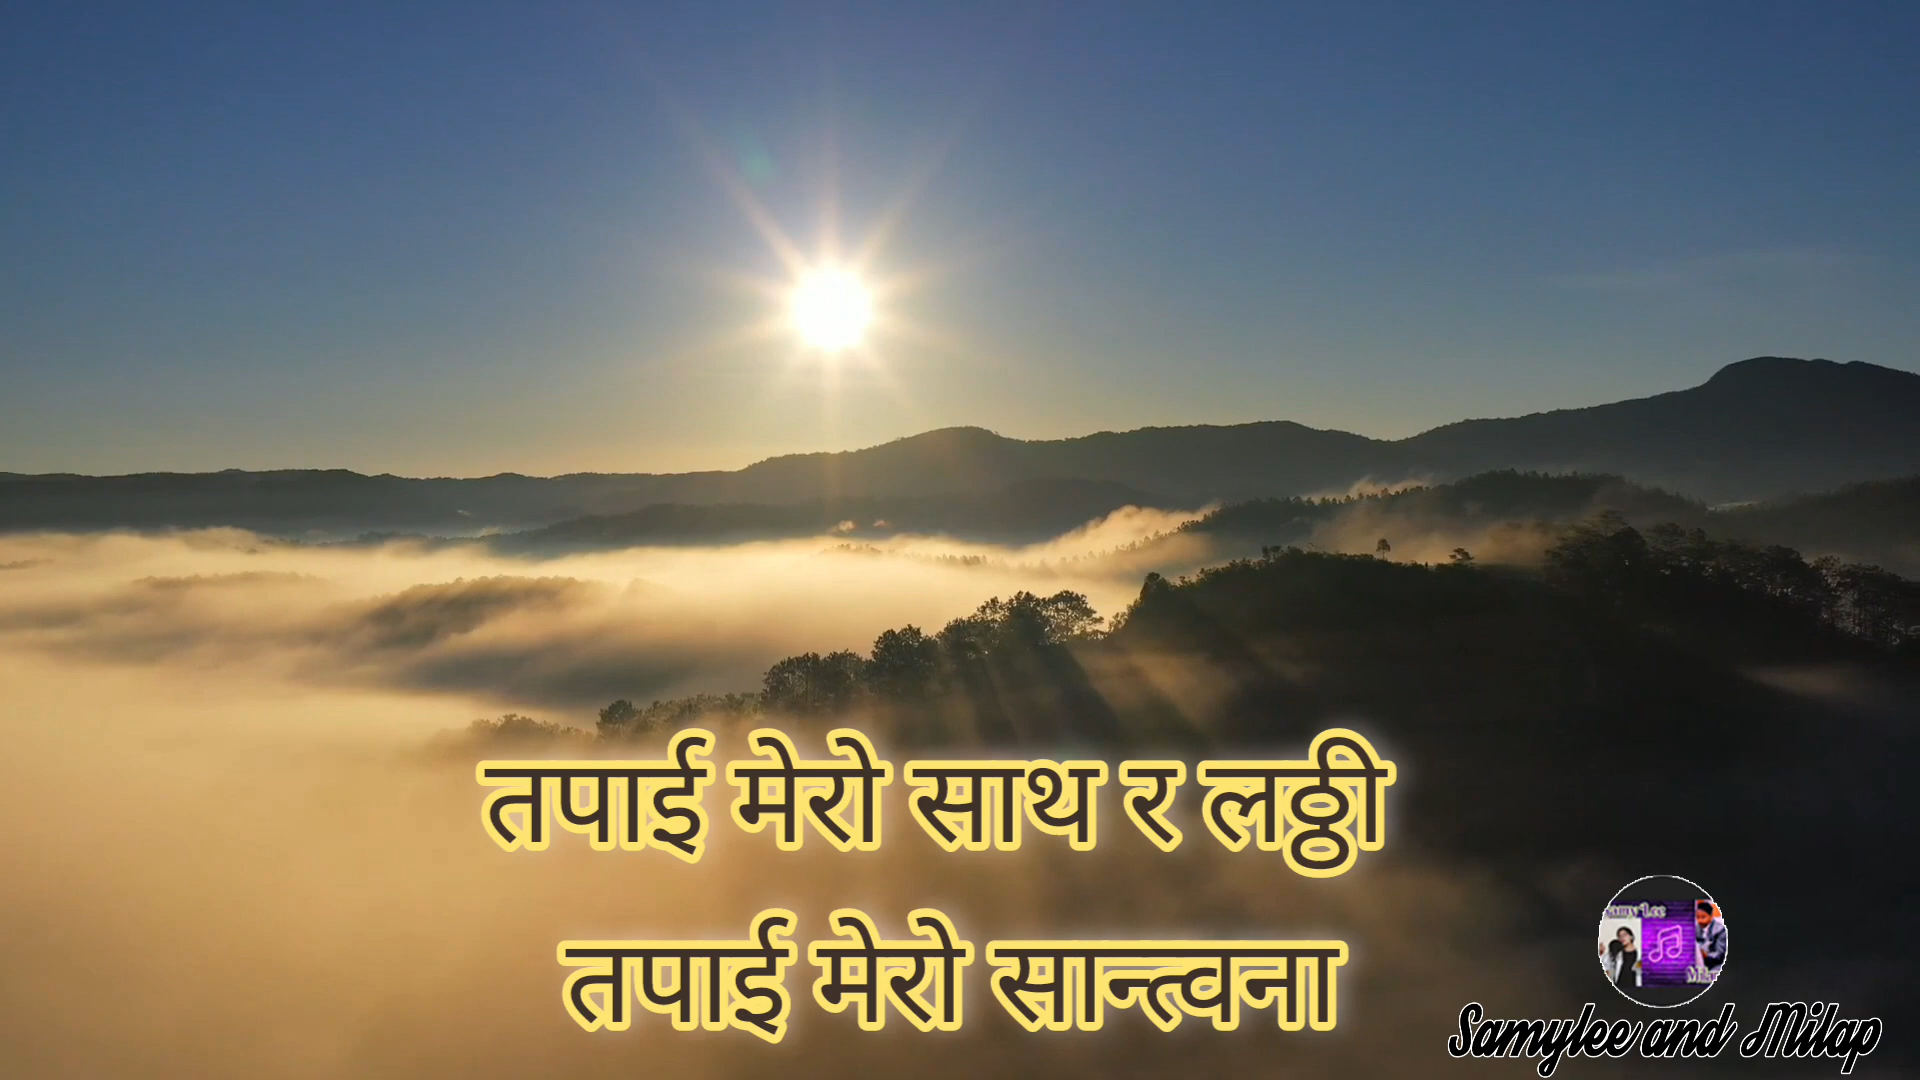 तपाई मेरो साथ र लठ्ठी
तपाई मेरो सान्त्वना
Samylee and Milap